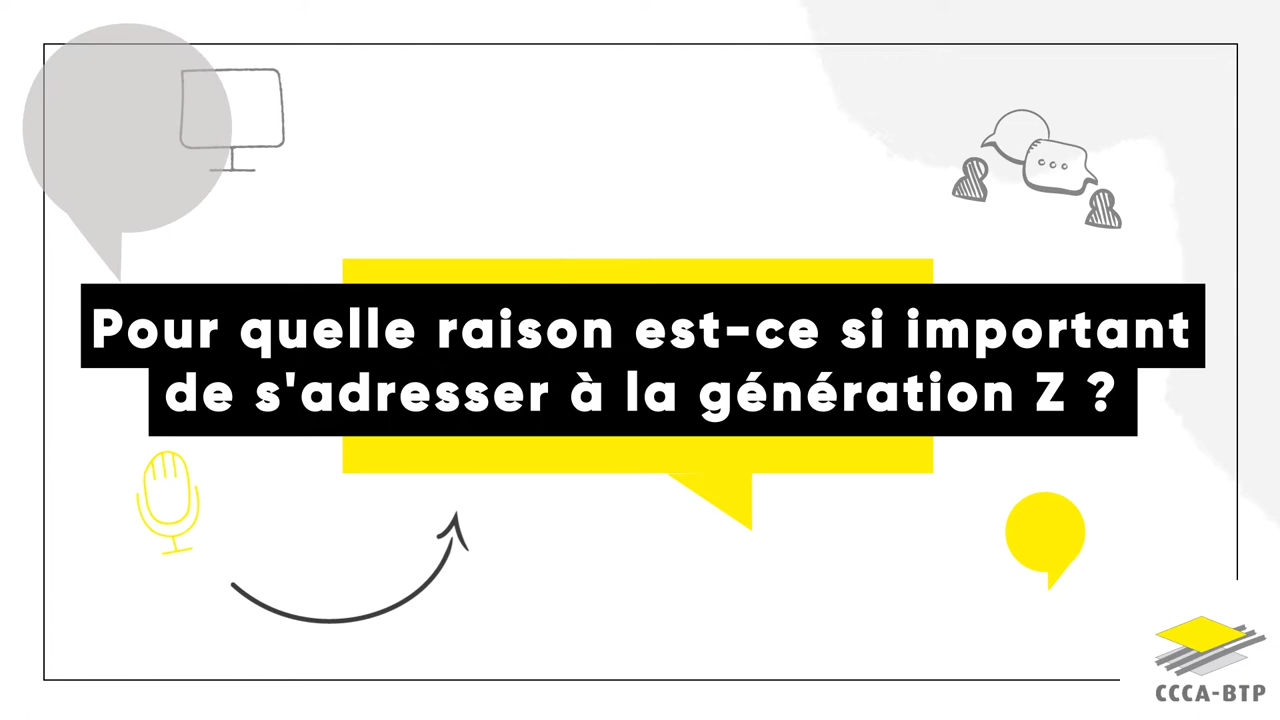 Pour quelle raison est-ce si important
de s'adresser à la génération Z ?
CCCA-BTP